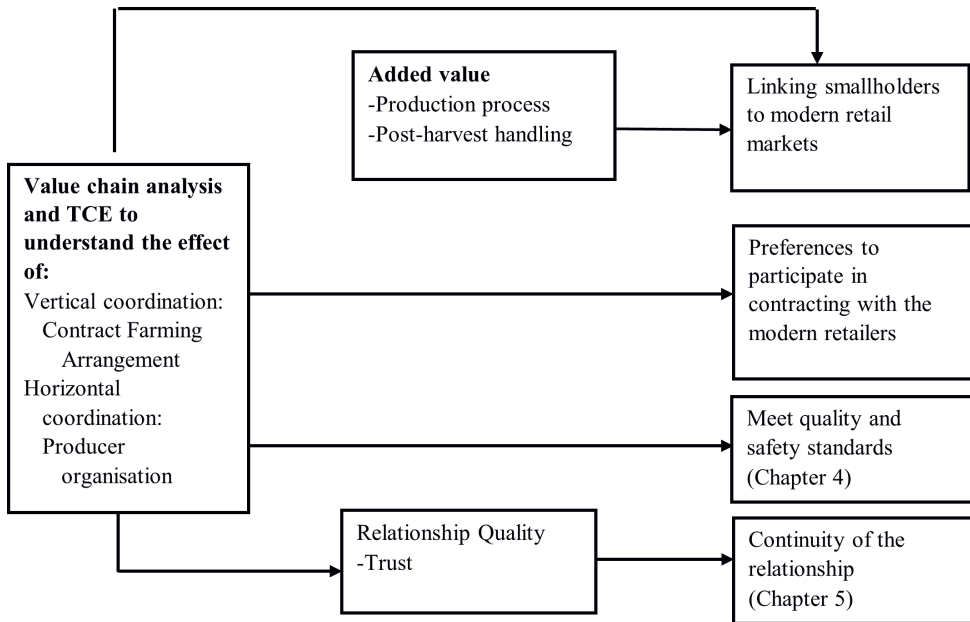 Added value
-Production process
-Post-harvest handling
Linking smallholders
to modern retail
markets
Value chain analysis
and TCE to
understand the effect
of:
Vertical coordination:
Contract Farming
Arrangement
Horizontal
coordination:
Producer
organisation
Preferences to
participate in
contracting with the
modern retailers
Meet quality and
safety standards
(Chapter 4)
Relationship Quality
-Trust
Continuity of the
relationship
(Chapter 5)